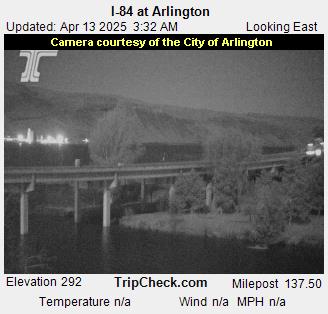 I-84 at Arlington
Updated: Apr 13 2025 3:32 AM Looking East
Camera courtesy of the City of Arlington
Elevation 292 TripCheck.com Milepost 137.50
Temperature n/a Wind n/a MPH n/a